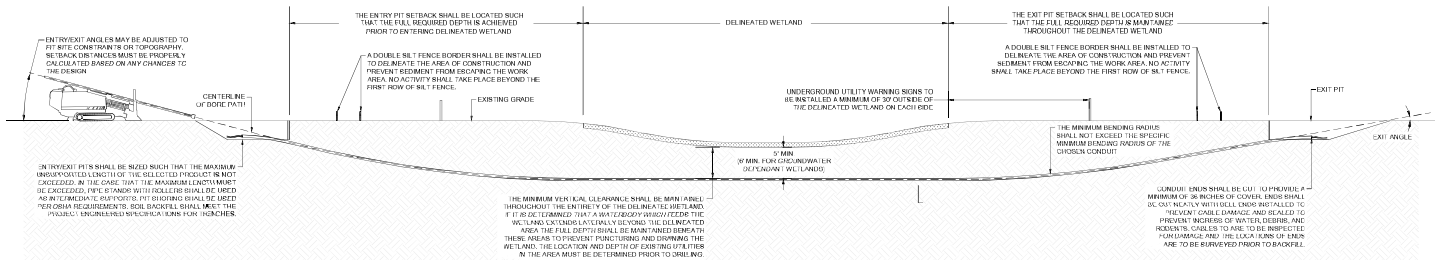 THE ENTRY PIT SETBACK SHALL BE LOCATED SUCH
THAT THE FULL REQUIRED DEPTH IS ACHIEVED
PRIOR TO ENTERING DELINEATED WETLAND
DELINEATED WETLAND
THE EXIT PIT SETBACK SHALL BE LOCATED SUCH
THAT THE FULL REQUIRED DEPTH IS MAINTAINED
THROUGHOUT THE DELINEATED WETLAND
ENTRY/EXIT ANGLES MAY BE ADJUSTED TO
FIT SITE CONSTRAINTS OR TOPOGRAPHY.
SETBACK DISTANCES MUST BE PROPERLY
CALCULATED BASED ON ANY CHANGES TO
THE DESIGN
A DOUBLE SILT FENCE BORDER SHALL BE INSTALLED
TO DELINEATE THE AREA OF CONSTRUCTION AND
PREVENT SEDIMENT FROM ESCAPING THE WORK
AREA. NO ACTIVITY SHALL TAKE PLACE BEYOND THE
FIRST ROW OF SILT FENCE.
A DOUBLE SILT FENCE BORDER SHALL BE INSTALLED TO
DELINEATE THE AREA OF CONSTRUCTION AND PREVENT
SEDIMENT FROM ESCAPING THE WORK AREA. NO ACTIVITY
SHALL TAKE PLACE BEYOND THE FIRST ROW OF SILT FENCE.
CENTERLINE
OF BORE PATH
EXISTING GRADE
UNDERGROUND UTILITY WARNING SIGNS TO
BE INSTALLED A MINIMUM OF 30' OUTSIDE OF
THE DELINEATED WETLAND ON EACH SIDE
EXIT PIT
EXIT ANGLE
THE MINIMUM BENDING RADIUS
SHALL NOT EXCEED THE SPECIFIC
MINIMUM BENDING RADIUS OF THE
CHOSEN CONDUIT
5' MIN
(6' MIN. FOR GROUNDWATER
DEPENDANT WETLANDS)
ENTRY/EXIT PITS SHALL BE SIZED SUCH THAT THE MAXIMUM
UNSUPPORTED LENGTH OF THE SELECTED PRODUCT IS NOT
EXCEEDED. IN THE CASE THAT THE MAXIMUM LENGTH MUST
BE EXCEEDED, PIPE STANDS WITH ROLLERS SHALL BE USED
AS INTERMEDIATE SUPPORTS. PIT SHORING SHALL BE USED
PER OSHA REQUIREMENTS. SOIL BACKFILL SHALL MEET THE
PROJECT ENGINEERED SPECIFICATIONS FOR TRENCHES.
THE MINIMUM VERTICAL CLEARANCE SHALL BE MAINTAINED
THROUGHOUT THE ENTIRETY OF THE DELINEATED WETLAND.
IF IT IS DETERMINED THAT A WATERBODY WHICH FEEDS THE
WETLAND EXTENDS LATERALLY BEYOND THE DELINEATED
AREA THE FULL DEPTH SHALL BE MAINTAINED BENEATH
THESE AREAS TO PREVENT PUNCTURING AND DRAINING THE
WETLAND. THE LOCATION AND DEPTH OF EXISTING UTILITIES
IN THE AREA MUST BE DETERMINED PRIOR TO DRILLING.
CONDUIT ENDS SHALL BE CUT TO PROVIDE A
MINIMUM OF 36 INCHES OF COVER. ENDS SHALL
BE CUT NEATLY WITH BELL ENDS INSTALLED TO
PREVENT CABLE DAMAGE AND SEALED TO
PREVENT INGRESS OF WATER, DEBRIS, AND
RODENTS. CABLES TO ARE TO BE INSPECTED
FOR DAMAGE AND THE LOCATIONS OF ENDS
ARE TO BE SURVEYED PRIOR TO BACKFILL.